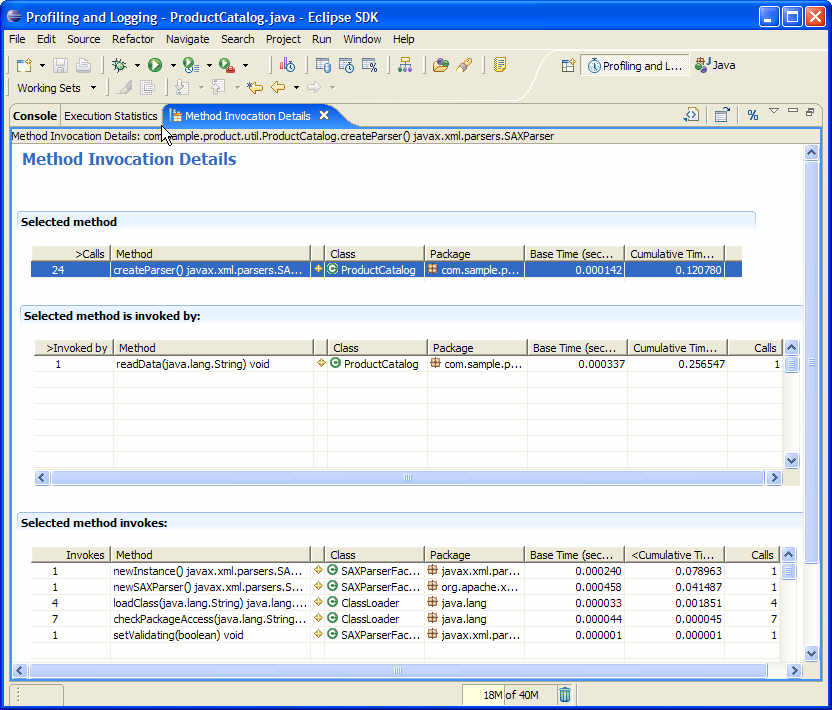 Profiling and Logging - ProductCatalog.java - Eclipse SDK
File Edit Source Refactor Navigate Search Project Run Window Help
Profiling and L... Java
Working Sets
Console Execution Statistics Method Invocation Details
Method Invocation Details: com.sample.product.util.ProductCatalog.createParser() javax.xml.parsers.SAXParser
Method Invocation Details
Selected method
>Calls Method Class Package Base Time (sec... Cumulative Tim...
24 createParser() javax.xml.parsers.SA... ProductCatalog com.sample.p... 0.000142 0.120780
Selected method is invoked by:
>Invoked by Method Class Package Base Time (sec... Cumulative Tim... Calls
1 readData(java.lang.String) void ProductCatalog com.sample.p... 0.000337 0.256547 1
Selected method invokes:
Invokes Method Class Package Base Time (sec... <Cumulative Ti... Calls
1 newInstance() javax.xml.parsers.SA... SAXParserFac... javax.xml.par... 0.000240 0.078963 1
1 newSAXParser() javax.xml.parsers.S... SAXParserFac... org.apache.x... 0.000458 0.041487 1
4 loadClass(java.lang.String) java.lang.... ClassLoader java.lang 0.000033 0.001851 4
7 checkPackageAccess(java.lang.String... ClassLoader java.lang 0.000044 0.000045 7
1 setValidating(boolean) void SAXParserFac... javax.xml.par... 0.000001 0.000001 1
18M of 40M